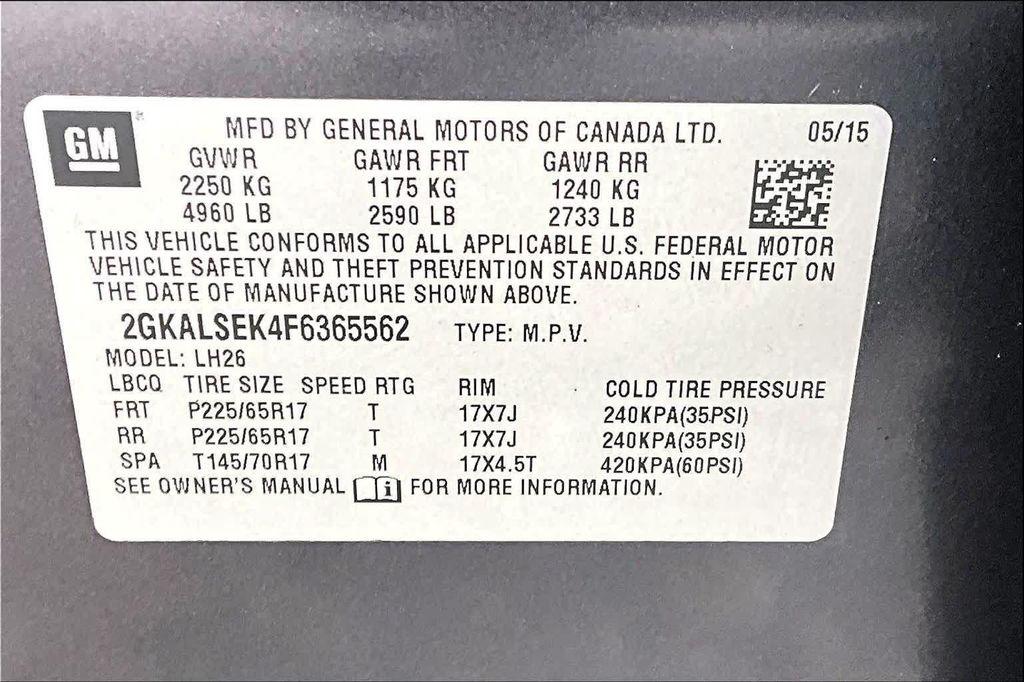 GM ® MFD BY GENERAL MOTORS OF CANADA LTD. 05/15
GVWR GAWR FRT GAWR RR
2250 KG 1175 KG 1240 KG
4960 LB 2590 LB 2733 LB
THIS VEHICLE CONFORMS TO ALL APPLICABLE U.S. FEDERAL MOTOR
VEHICLE SAFETY AND THEFT PREVENTION STANDARDS IN EFFECT ON
THE DATE OF MANUFACTURE SHOWN ABOVE.
2GKALSEK4F6365562 TYPE: M.P.V.
MODEL: LH26
LBCQ TIRE SIZE SPEED RTG RIM COLD TIRE PRESSURE
FRT P225/65R17 T 17X7J 240KPA(35PSI)
RR P225/65R17 T 17X7J 240KPA(35PSI)
SPA T145/70R17 M 17X4.5T 420KPA(60PSI)
SEE OWNER'S MANUAL i FOR MORE INFORMATION.